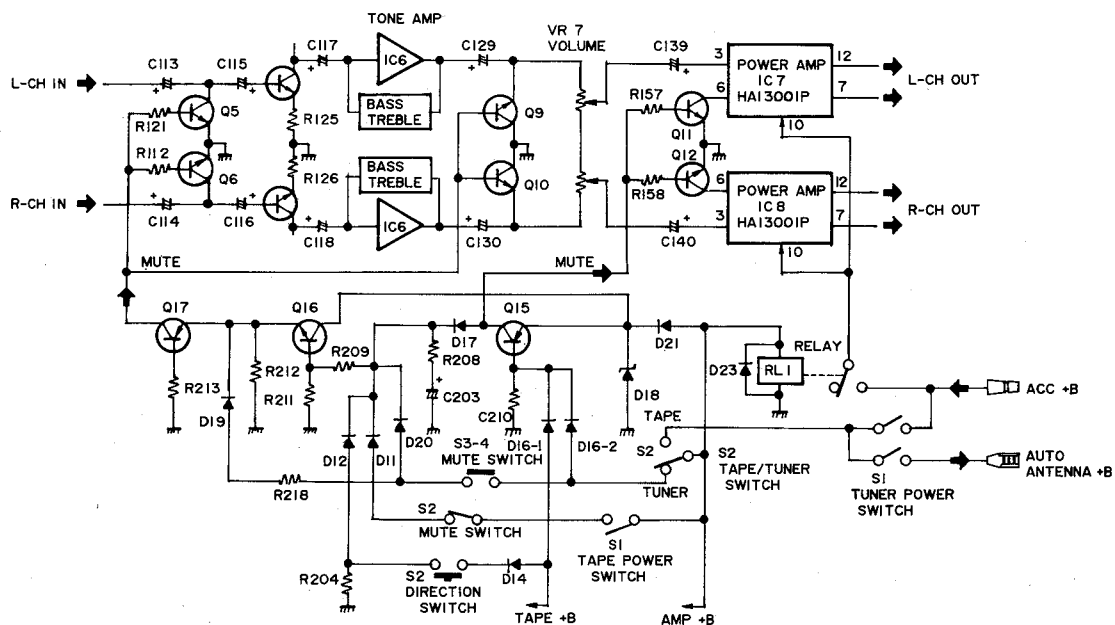 TONE AMP
VR 7
VOLUME
C113
C115
C117
IC6
C129
C139
3
POWER AMP
IC7
HA13001P
12
7
6
10
L-CH IN
L-CH OUT
Q5
R121
R125
BASS
TREBLE
Q9
R157
Q11
R112
Q6
R126
BASS
TREBLE
Q10
Q12
R158
6
POWER AMP
IC8
HA13001P
12
7
3
10
R-CH IN
R-CH OUT
C114
C116
C118
IC6
C130
C140
MUTE
MUTE
Q17
Q16
Q15
D17
D21
RELAY
R209
R208
D23
RL1
R213
R212
R211
C203
C210
D18
ACC +B
D19
D12
D11
D20
S3-4
MUTE SWITCH
D16-1
D16-2
TAPE
S2
TUNER
S2
TAPE/TUNER
SWITCH
AUTO
ANTENNA +B
S1
TUNER POWER
SWITCH
R218
S2
MUTE SWITCH
S1
TAPE POWER
SWITCH
R204
S2
DIRECTION
SWITCH
D14
TAPE +B
AMP +B